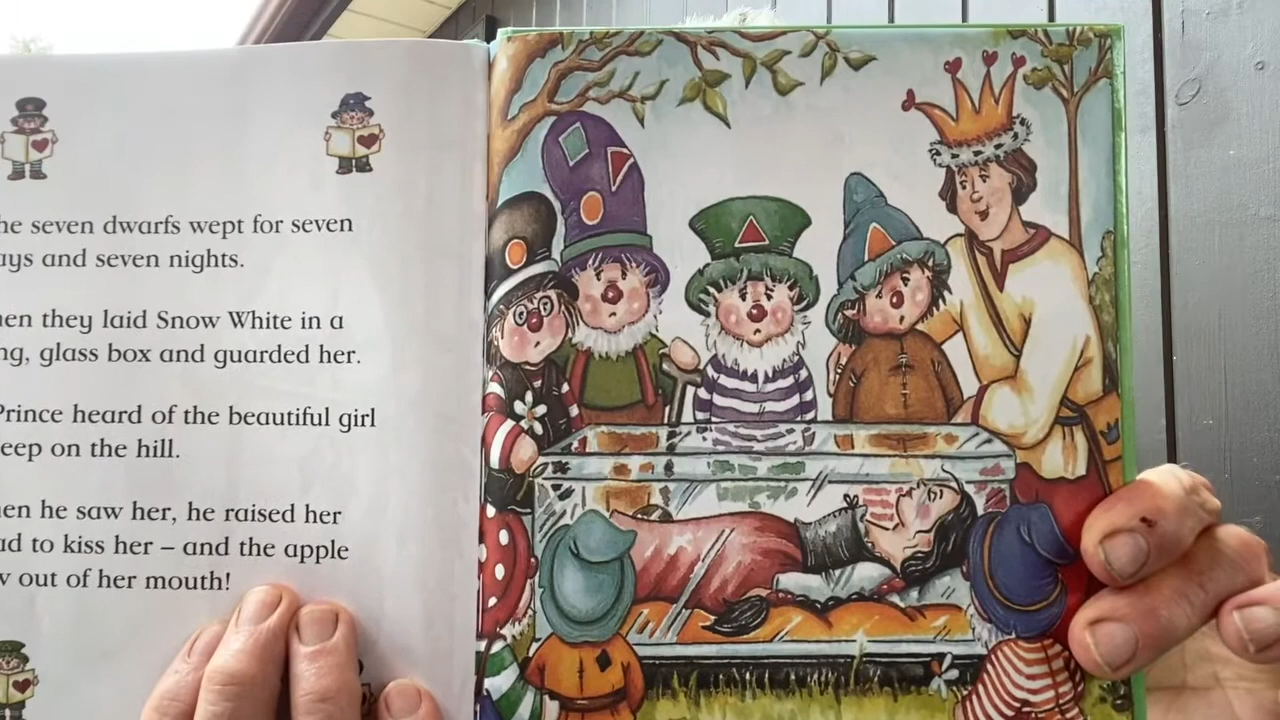 he seven dwarfs wept for seven
ays and seven nights.
hen they laid Snow White in a
ng, glass box and guarded her.
Prince heard of the beautiful girl
eep on the hill.
hen he saw her, he raised her
ad to kiss her – and the apple
w out of her mouth!